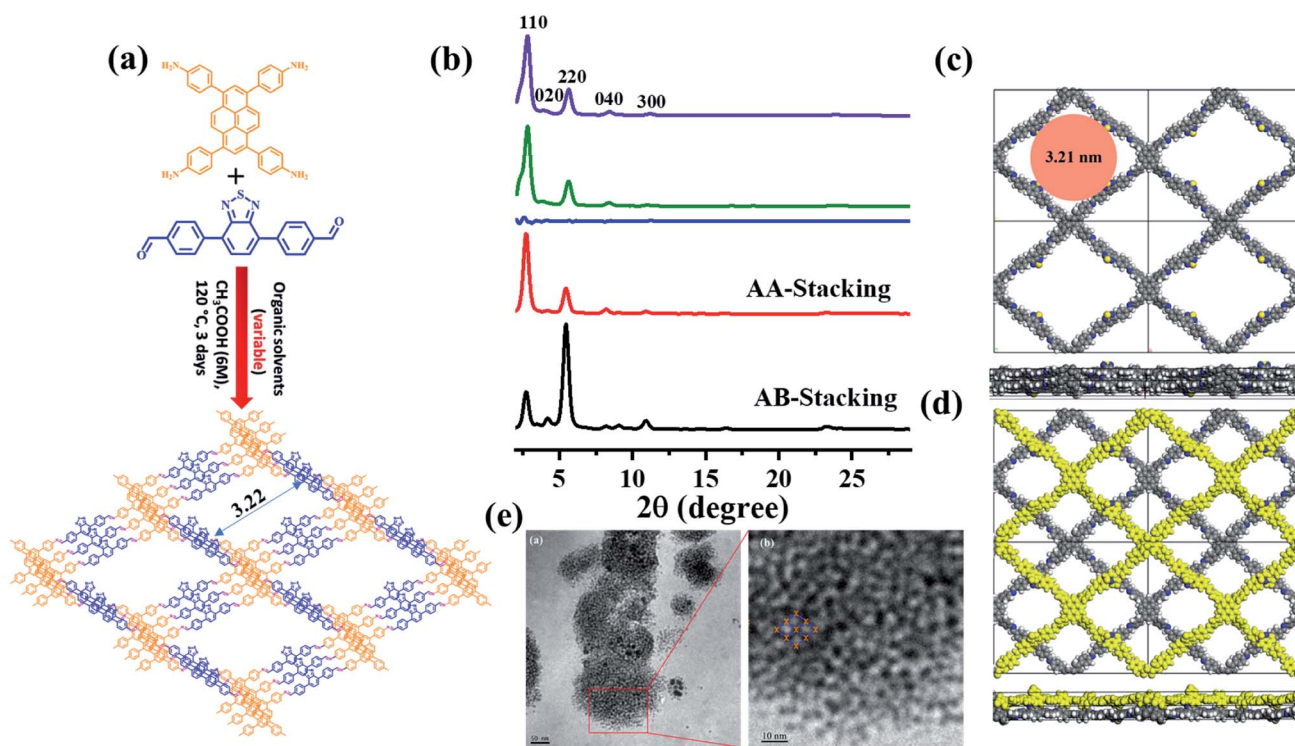 (a)
H₂N
NH₂
H₂N
NH₂
+
S
N
N
O
O
Organic solvents
(variable)
CH₃COOH (6M),
120 °C, 3 days
3.22
(b)
110
020
220
040
300
AA-Stacking
AB-Stacking
5
10
15
20
25
2θ (degree)
(c)
3.21 nm
(d)
(e)
(a)
50 nm
(b)
10 nm